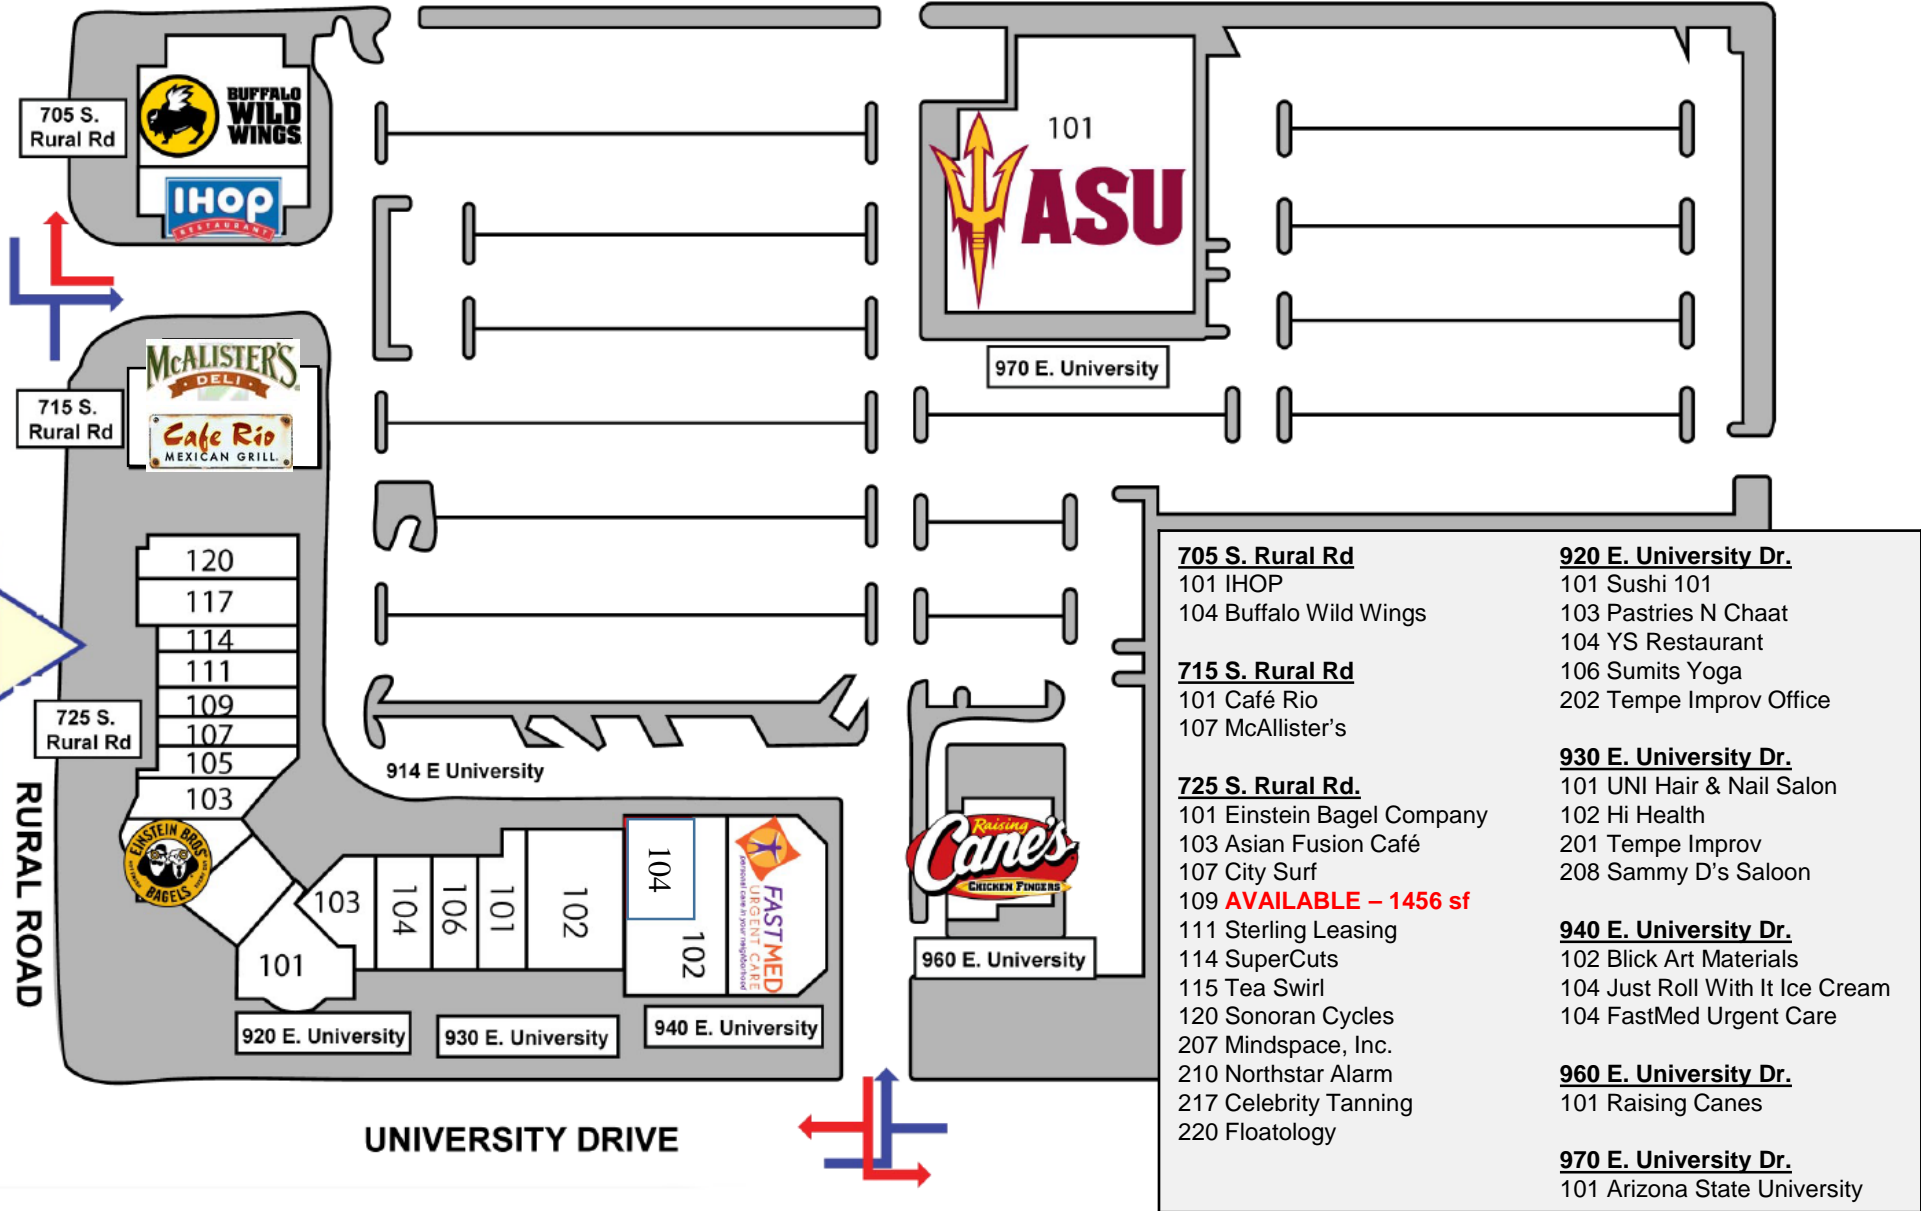 705 S.
Rural Rd
BUFFALO
WILD
WINGS
IHOP
RESTAURANT
101
ASU
970 E. University
715 S.
Rural Rd
McALISTER'S
DELI
Cafe Rio
MEXICAN GRILL
120
117
114
111
109
107
105
103
725 S.
Rural Rd
RURAL ROAD
EINSTEIN BROS
BAGELS
914 E University
103
104
106
101
102
104
102
FASTMED
URGENT CARE
personal care in your neighborhood
101
920 E. University
930 E. University
940 E. University
Raising
Cane's
CHICKEN FINGERS
960 E. University
UNIVERSITY DRIVE
705 S. Rural Rd
101 IHOP
104 Buffalo Wild Wings
715 S. Rural Rd
101 Café Rio
107 McAllister’s
725 S. Rural Rd.
101 Einstein Bagel Company
103 Asian Fusion Café
107 City Surf
109 AVAILABLE – 1456 sf
111 Sterling Leasing
114 SuperCuts
115 Tea Swirl
120 Sonoran Cycles
207 Mindspace, Inc.
210 Northstar Alarm
217 Celebrity Tanning
220 Floatology
920 E. University Dr.
101 Sushi 101
103 Pastries N Chaat
104 YS Restaurant
106 Sumits Yoga
202 Tempe Improv Office
930 E. University Dr.
101 UNI Hair & Nail Salon
102 Hi Health
201 Tempe Improv
208 Sammy D’s Saloon
940 E. University Dr.
102 Blick Art Materials
104 Just Roll With It Ice Cream
104 FastMed Urgent Care
960 E. University Dr.
101 Raising Canes
970 E. University Dr.
101 Arizona State University